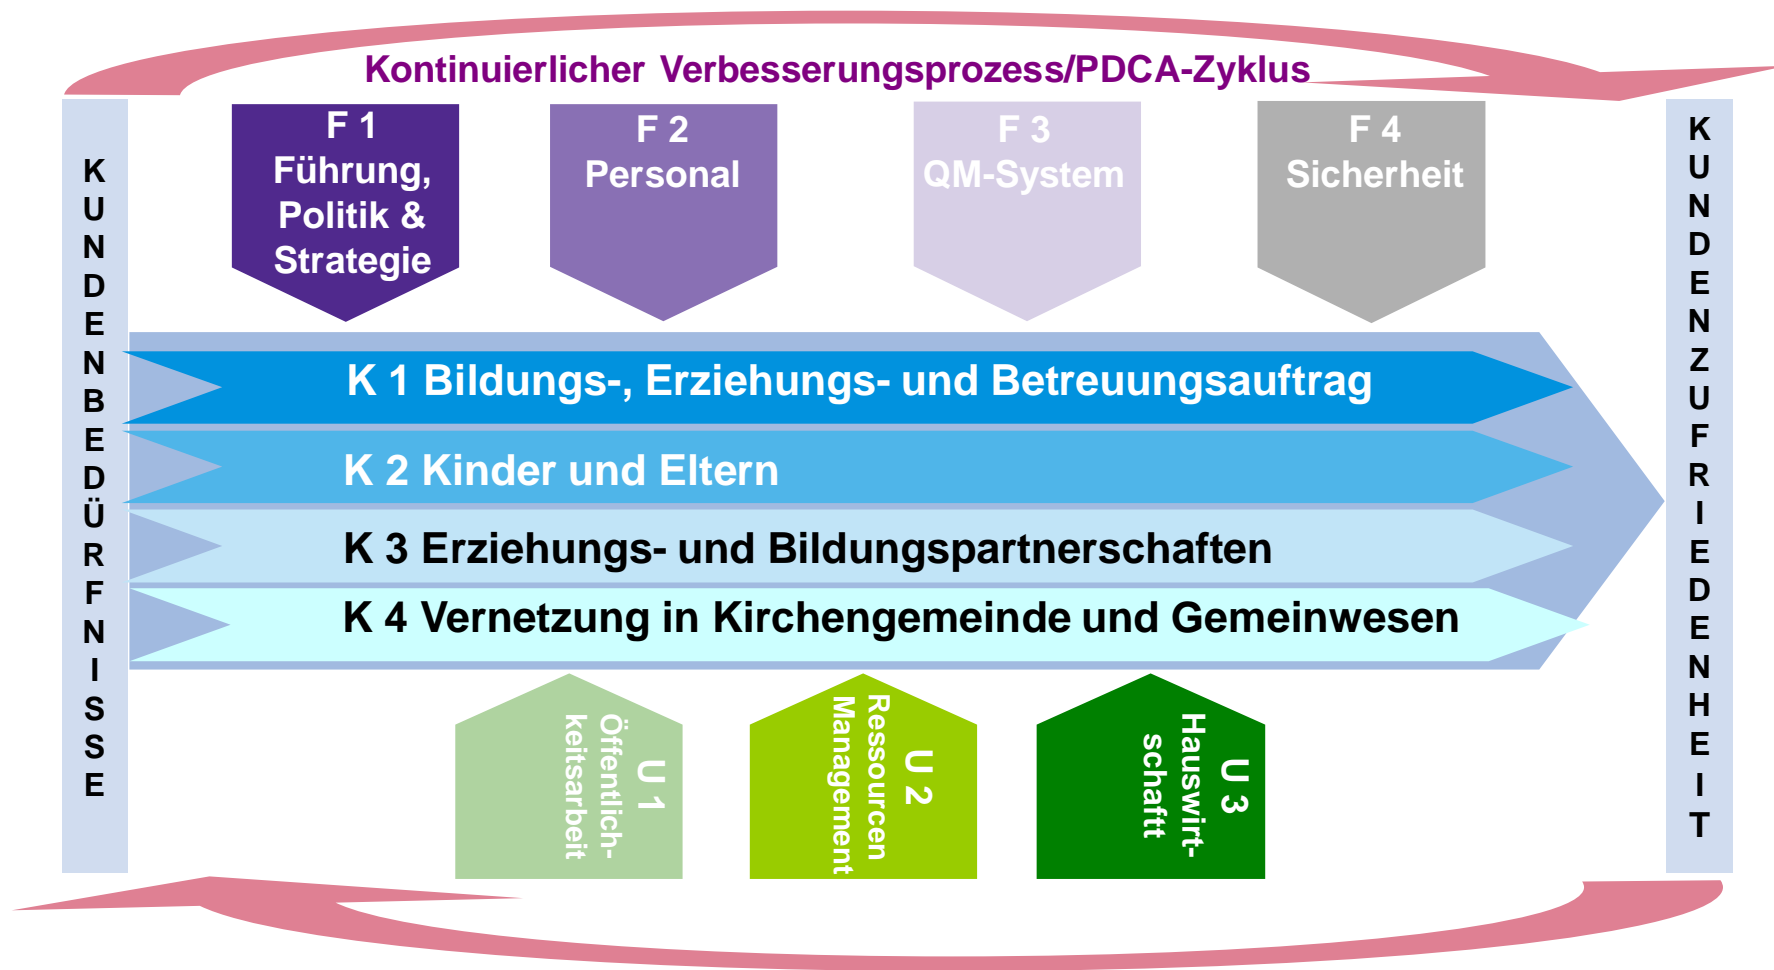 Kontinuierlicher Verbesserungsprozess/PDCA-Zyklus
KUNDENBEDÜRFNISSE
F 1
Führung,
Politik &
Strategie
F 2
Personal
F 3
QM-System
F 4
Sicherheit
K 1 Bildungs-, Erziehungs- und Betreuungsauftrag
K 2 Kinder und Eltern
K 3 Erziehungs- und Bildungspartnerschaften
K 4 Vernetzung in Kirchengemeinde und Gemeinwesen
U 1
Öffentlich-
keitsarbeit
U 2
Ressourcen
Management
U 3
Hauswirt-
schaftt
KUNDENZUFRIEDENHEIT